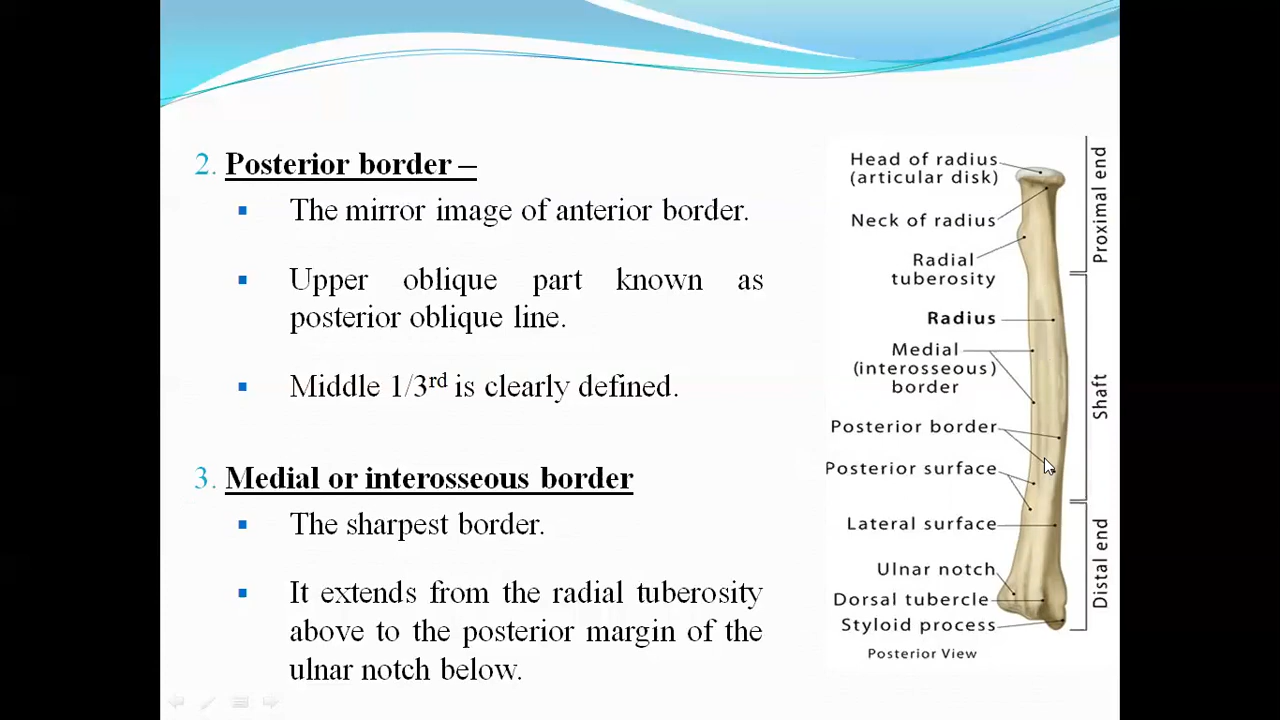 2. Posterior border –
▪ The mirror image of anterior border.
▪ Upper oblique part known as
posterior oblique line.
▪ Middle 1/3rd is clearly defined.
3. Medial or interosseous border
▪ The sharpest border.
▪ It extends from the radial tuberosity
above to the posterior margin of the
ulnar notch below.
Head of radius
(articular disk)
Neck of radius
Radial
tuberosity
Radius
Medial
(interosseous)
border
Posterior border
Posterior surface
Lateral surface
Ulnar notch
Dorsal tubercle
Styloid process
Posterior View
Proximal end
Shaft
Distal end